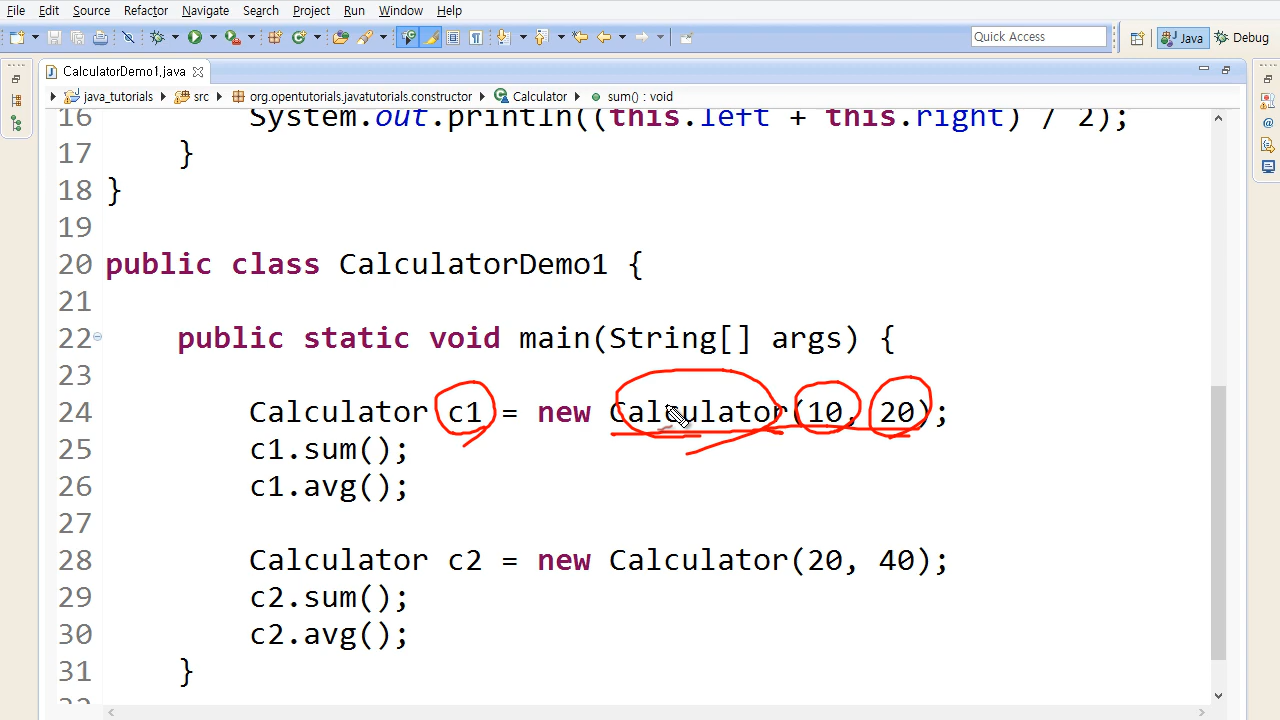 File Edit Source Refactor Navigate Search Project Run Window Help
Quick Access Java Debug
CalculatorDemo1.java
java_tutorials src org.opentutorials.javatutorials.constructor Calculator sum() : void
16 System.out.println((this.left + this.right) / 2);
17 }
18 }
19
20 public class CalculatorDemo1 {
21
22 public static void main(String[] args) {
23
24 Calculator c1 = new Calculator(10, 20);
25 c1.sum();
26 c1.avg();
27
28 Calculator c2 = new Calculator(20, 40);
29 c2.sum();
30 c2.avg();
31 }